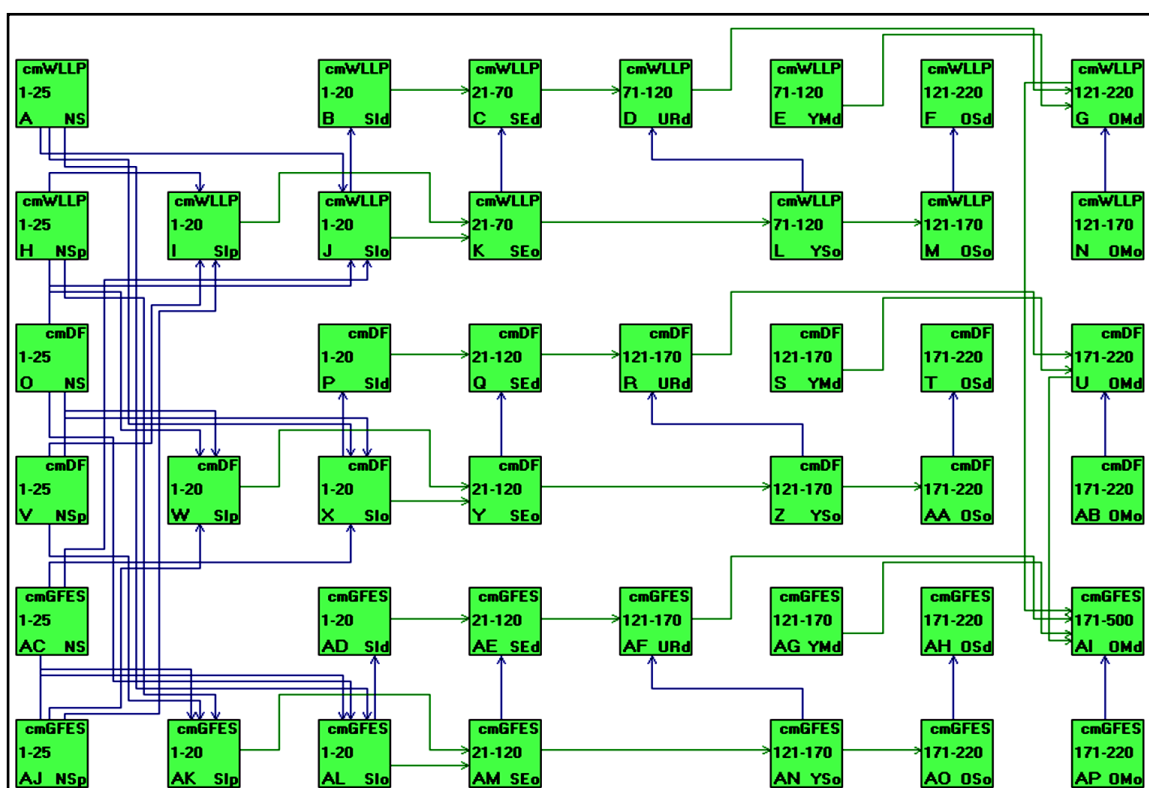 cmWLLP
1-25
A NS
cmWLLP
1-20
B SId
cmWLLP
21-70
C SEd
cmWLLP
71-120
D URd
cmWLLP
71-120
E YMd
cmWLLP
121-220
F OSd
cmWLLP
121-220
G OMd
cmWLLP
1-25
H NSp
cmWLLP
1-20
I SIp
cmWLLP
1-20
J SIo
cmWLLP
21-70
K SEo
cmWLLP
71-120
L YSo
cmWLLP
121-170
M OSo
cmWLLP
121-170
N OMo
cmDF
1-25
O NS
cmDF
1-20
P SId
cmDF
21-120
Q SEd
cmDF
121-170
R URd
cmDF
121-170
S YMd
cmDF
171-220
T OSd
cmDF
171-220
U OMd
cmDF
1-25
V NSp
cmDF
1-20
W SIp
cmDF
1-20
X SIo
cmDF
21-120
Y SEo
cmDF
121-170
Z YSo
cmDF
171-220
AA OSo
cmDF
171-220
AB OMo
cmGFES
1-25
AC NS
cmGFES
1-20
AD SId
cmGFES
21-120
AE SEd
cmGFES
121-170
AF URd
cmGFES
121-170
AG YMd
cmGFES
171-220
AH OSd
cmGFES
171-500
AI OMd
cmGFES
1-25
AJ NSp
cmGFES
1-20
AK SIp
cmGFES
1-20
AL SIo
cmGFES
21-120
AM SEo
cmGFES
121-170
AN YSo
cmGFES
171-220
AO OSo
cmGFES
171-220
AP OMo